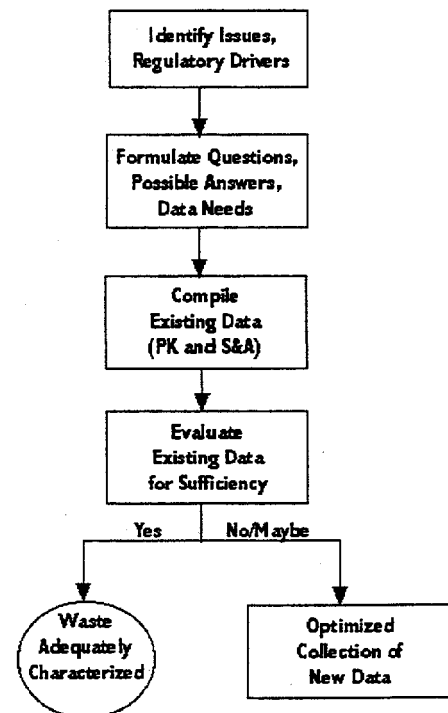 Identify Issues,
Regulatory Drivers
Formulate Questions,
Possible Answers,
Data Needs
Compile
Existing Data
(PK and S&A)
Evaluate
Existing Data
for Sufficiency
Yes
No/Maybe
Waste
Adequately
Characterized
Optimized
Collection of
New Data